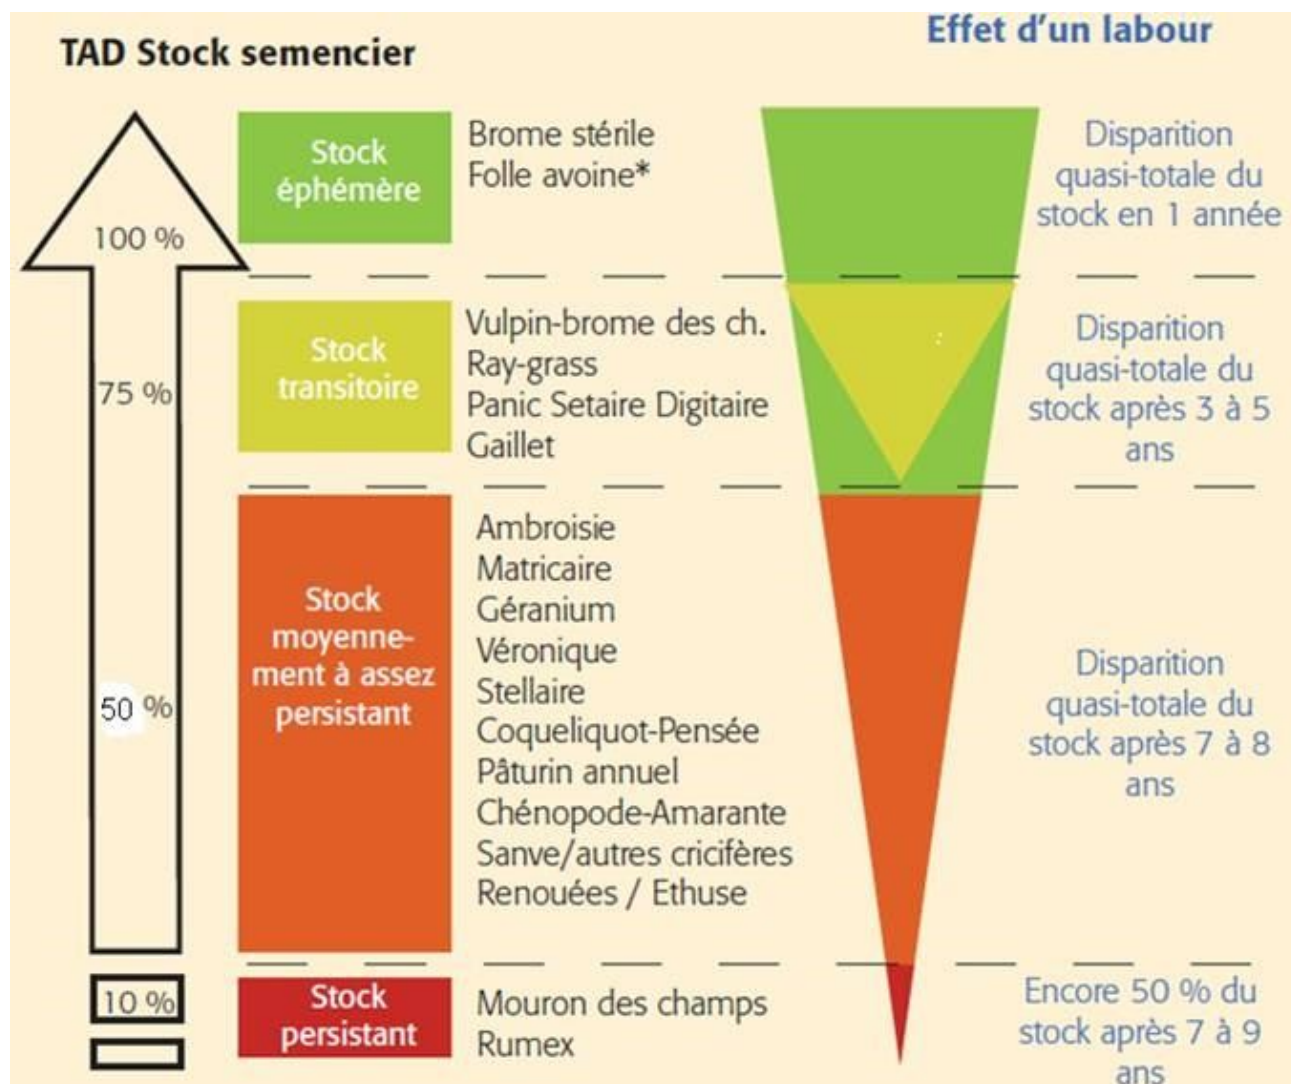 TAD Stock semencier
Effet d'un labour
100 %
75 %
50 %
10 %
Stock
éphémère
Brome stérile
Folle avoine*
Disparition
quasi-totale du
stock en 1 année
Stock
transitoire
Vulpin-brome des ch.
Ray-grass
Panic Setaire Digitaire
Gaillet
Disparition
quasi-totale du
stock après 3 à 5
ans
Stock
moyenne-
ment à assez
persistant
Ambroisie
Matricaire
Géranium
Véronique
Stellaire
Coqueliquot-Pensée
Pâturin annuel
Chénopode-Amarante
Sanve/autres cricifères
Renouées / Ethuse
Disparition
quasi-totale du
stock après 7 à 8
ans
Stock
persistant
Mouron des champs
Rumex
Encore 50 % du
stock après 7 à 9
ans